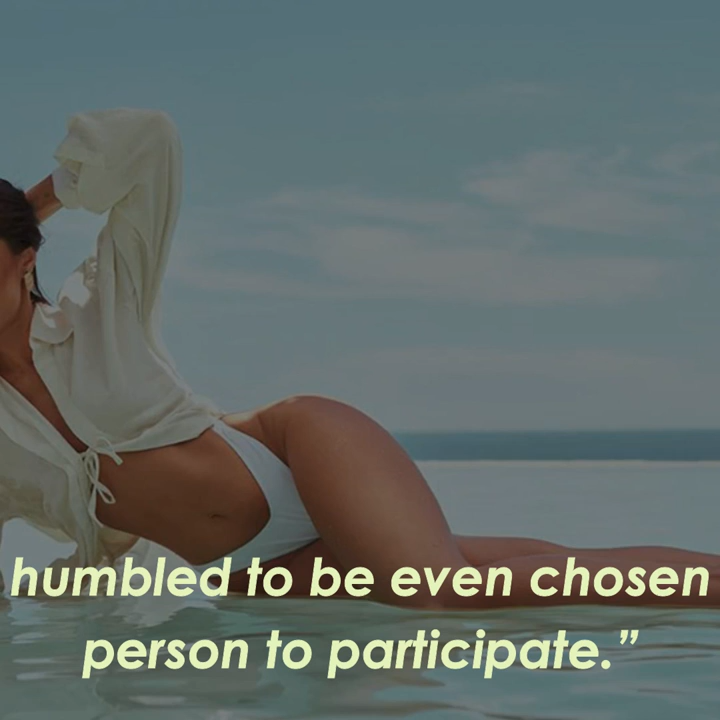 humbled to be even chosen
person to participate.”